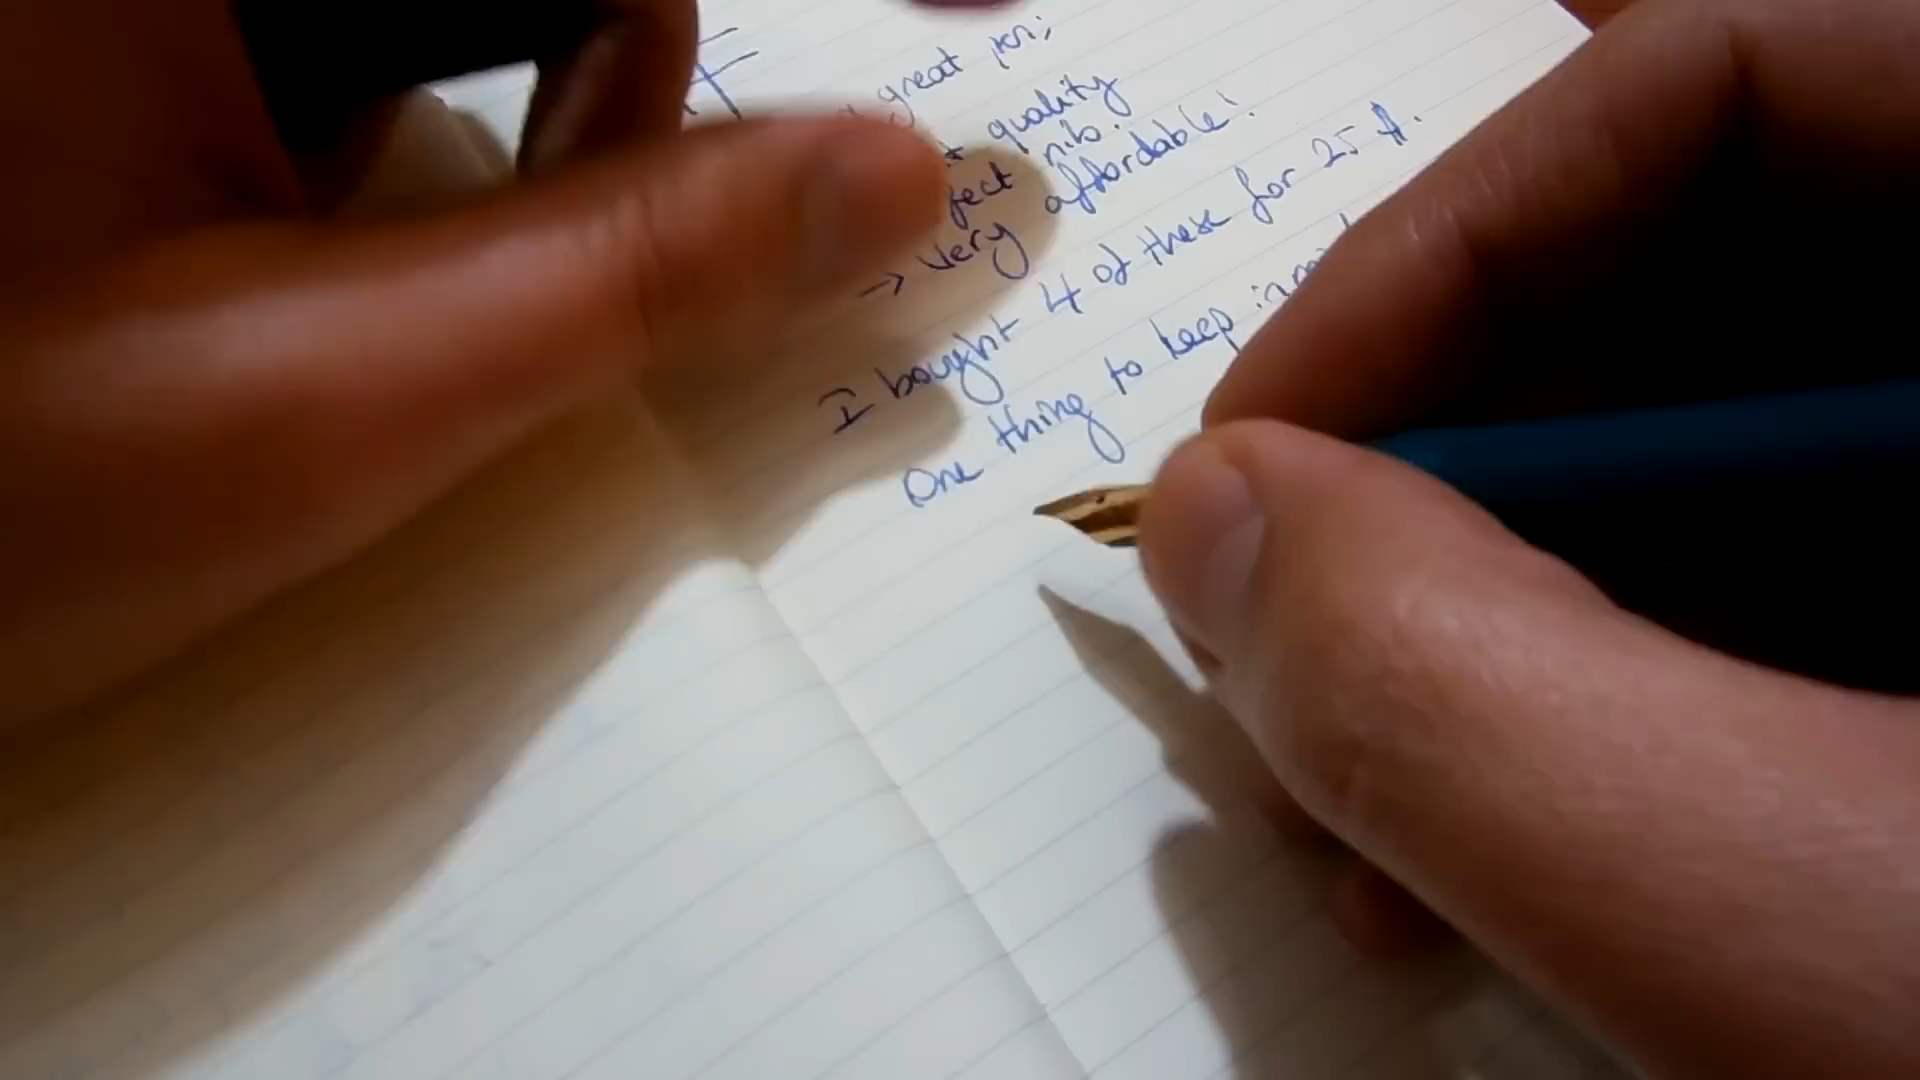 F
great pen;
quality
nib.
→ Very affordable!
I bought 4 of these for 25 $.
One thing to keep in